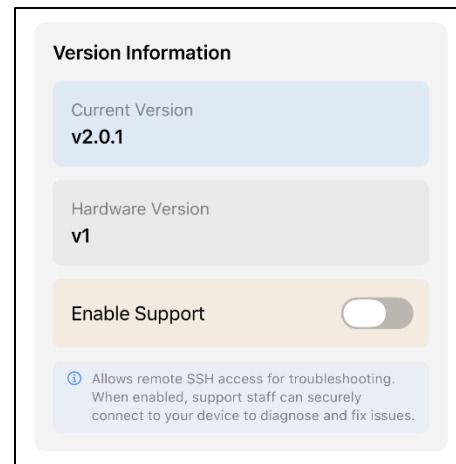 Version Information
Current Version
v2.0.1
Hardware Version
v1
Enable Support
Allows remote SSH access for troubleshooting.
When enabled, support staff can securely
connect to your device to diagnose and fix issues.